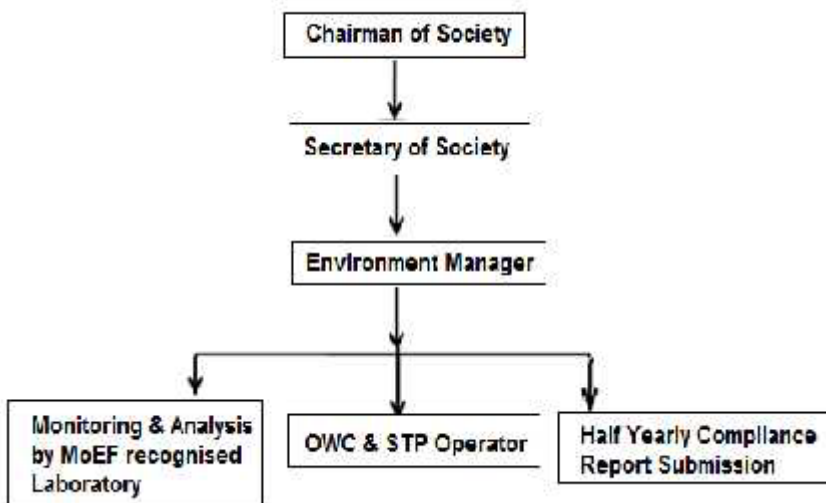 Chairman of Society
Secretary of Society
Environment Manager
Monitoring & Analysis
by MoEF recognised
Laboratory
OWC & STP Operator
Half Yearly Compliance
Report Submission